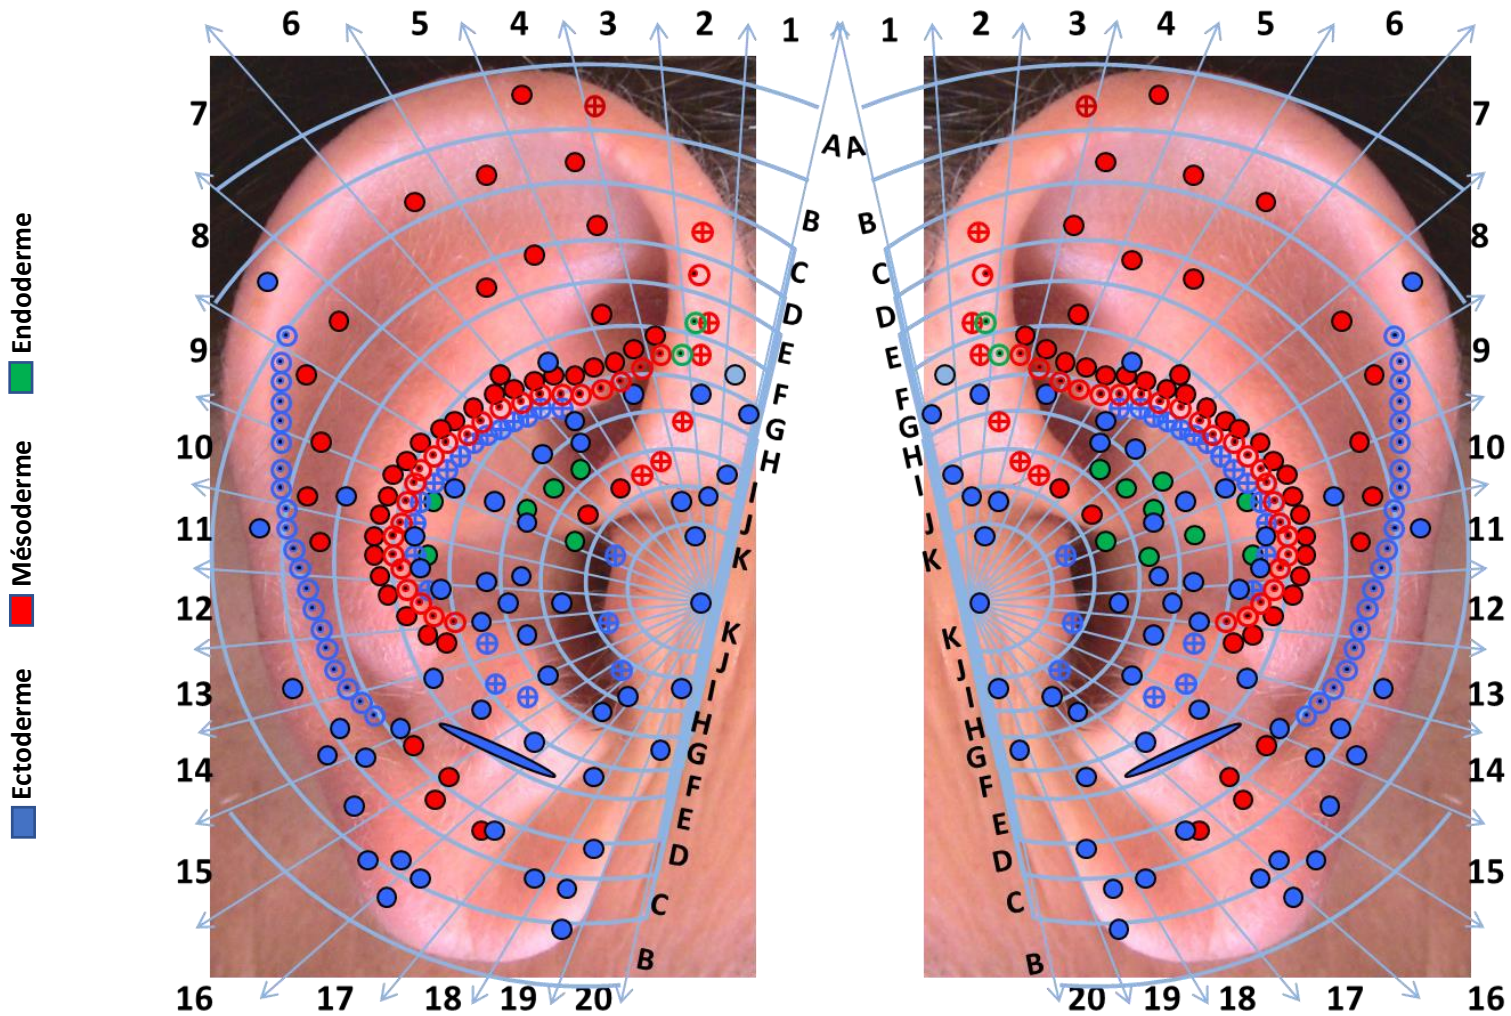 6 5 4 3 2 1 1 2 3 4 5 6
7 7
A A
8 B B 8
C C
Endoderme
D D
9 E E 9
F F
G G
10 H H 10
I I
Mésoderme
11 J J 11
K K
12 12
K K
J J
13 I I 13
Ectoderme
H H
14 G G 14
F F
E E
15 D D 15
C C
B B
16 17 18 19 20 20 19 18 17 16